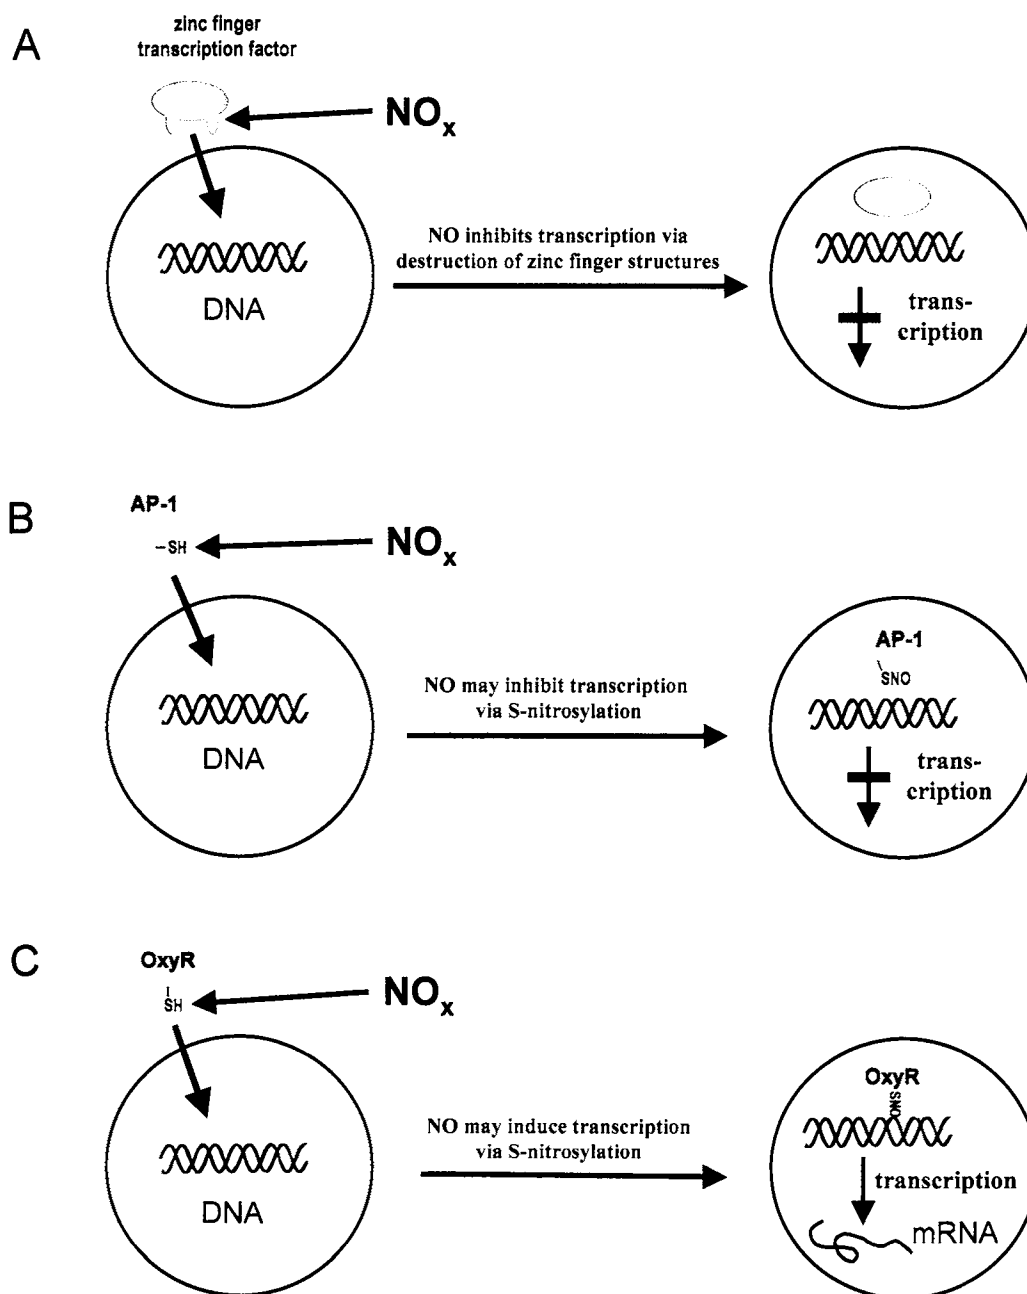 A
zinc finger
transcription factor
NOx
DNA
NO inhibits transcription via
destruction of zinc finger structures
trans-
cription
B
AP-1
–SH
NOx
DNA
NO may inhibit transcription
via S-nitrosylation
AP-1
SNO
trans-
cription
C
OxyR
SH
NOx
DNA
NO may induce transcription
via S-nitrosylation
OxyR
SNO
transcription
mRNA